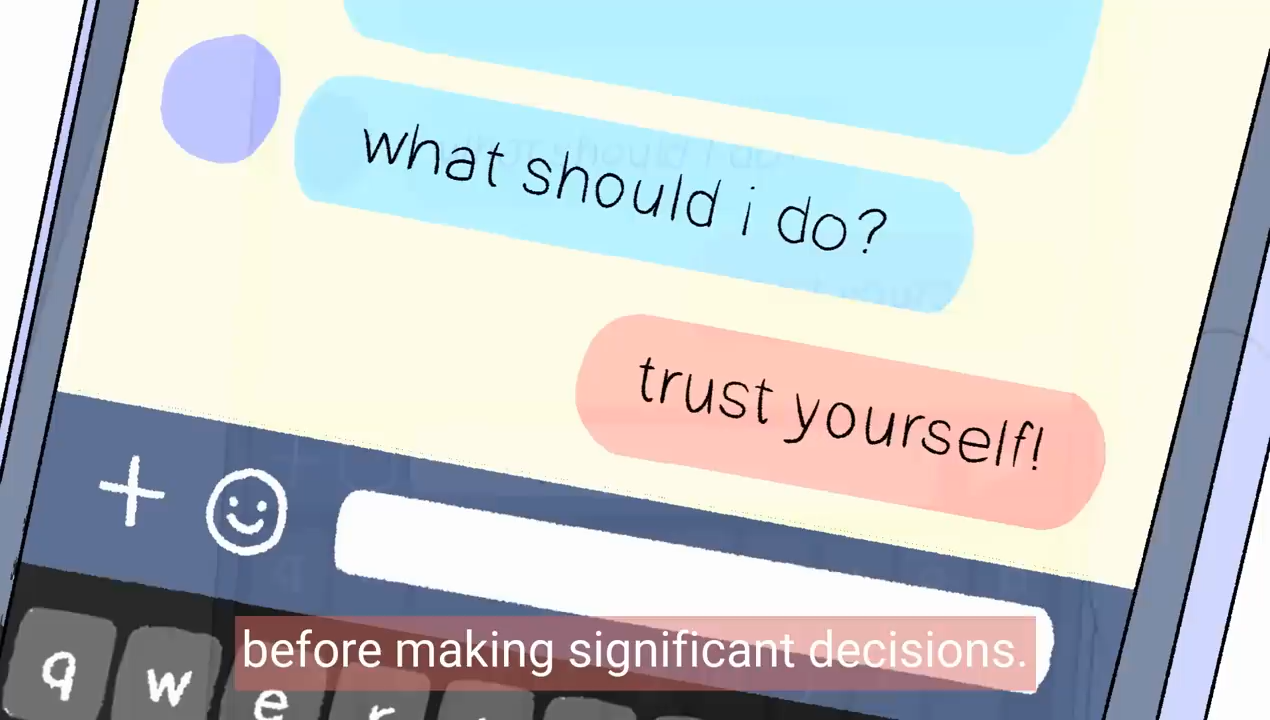 what should i do?
trust yourself!
before making significant decisions.
q w e r